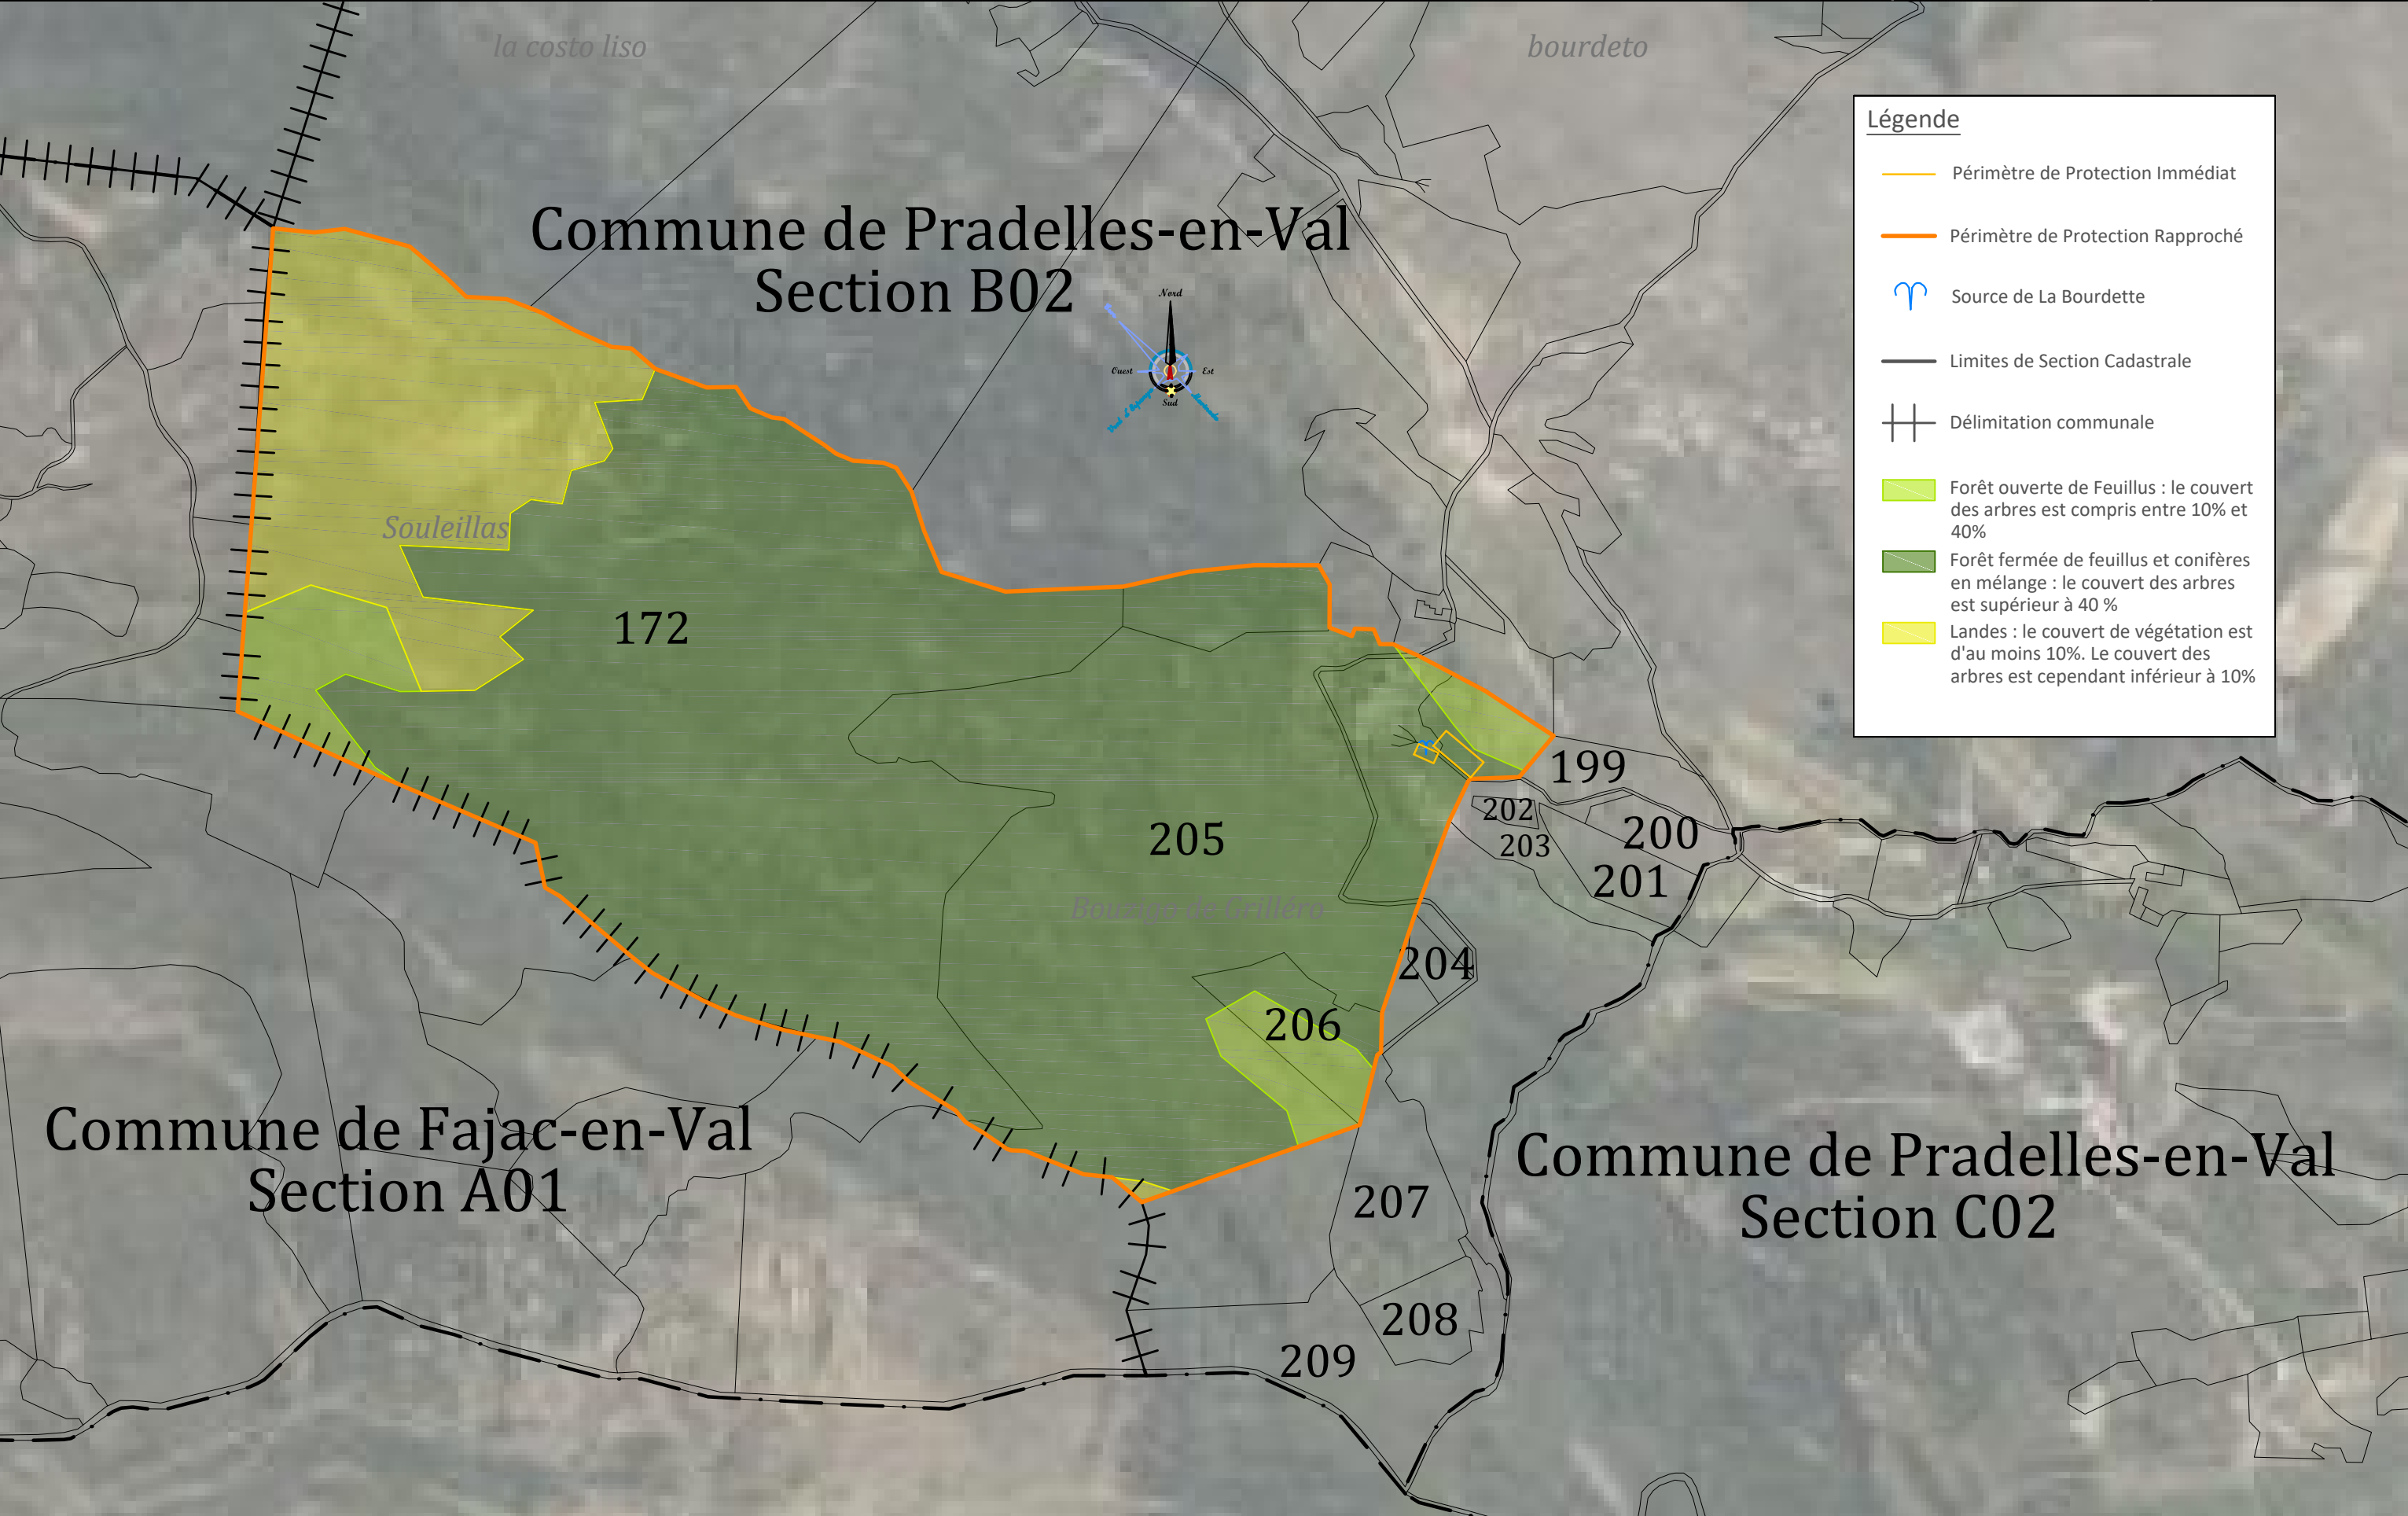 la costo liso
bourdeto
Commune de Pradelles-en-Val
Section B02
Nord
Ouest
Est
Sud
Légende
Périmètre de Protection Immédiat
Périmètre de Protection Rapproché
Source de La Bourdette
Limites de Section Cadastrale
Délimitation communale
Forêt ouverte de Feuillus : le couvert
des arbres est compris entre 10% et
40%
Forêt fermée de feuillus et conifères
en mélange : le couvert des arbres
est supérieur à 40 %
Landes : le couvert de végétation est
d'au moins 10%. Le couvert des
arbres est cependant inférieur à 10%
Souleillas
172
199
202
200
205
203
201
Bouzigo de Grilléro
204
206
Commune de Fajac-en-Val
Section A01
Commune de Pradelles-en-Val
Section C02
207
208
209